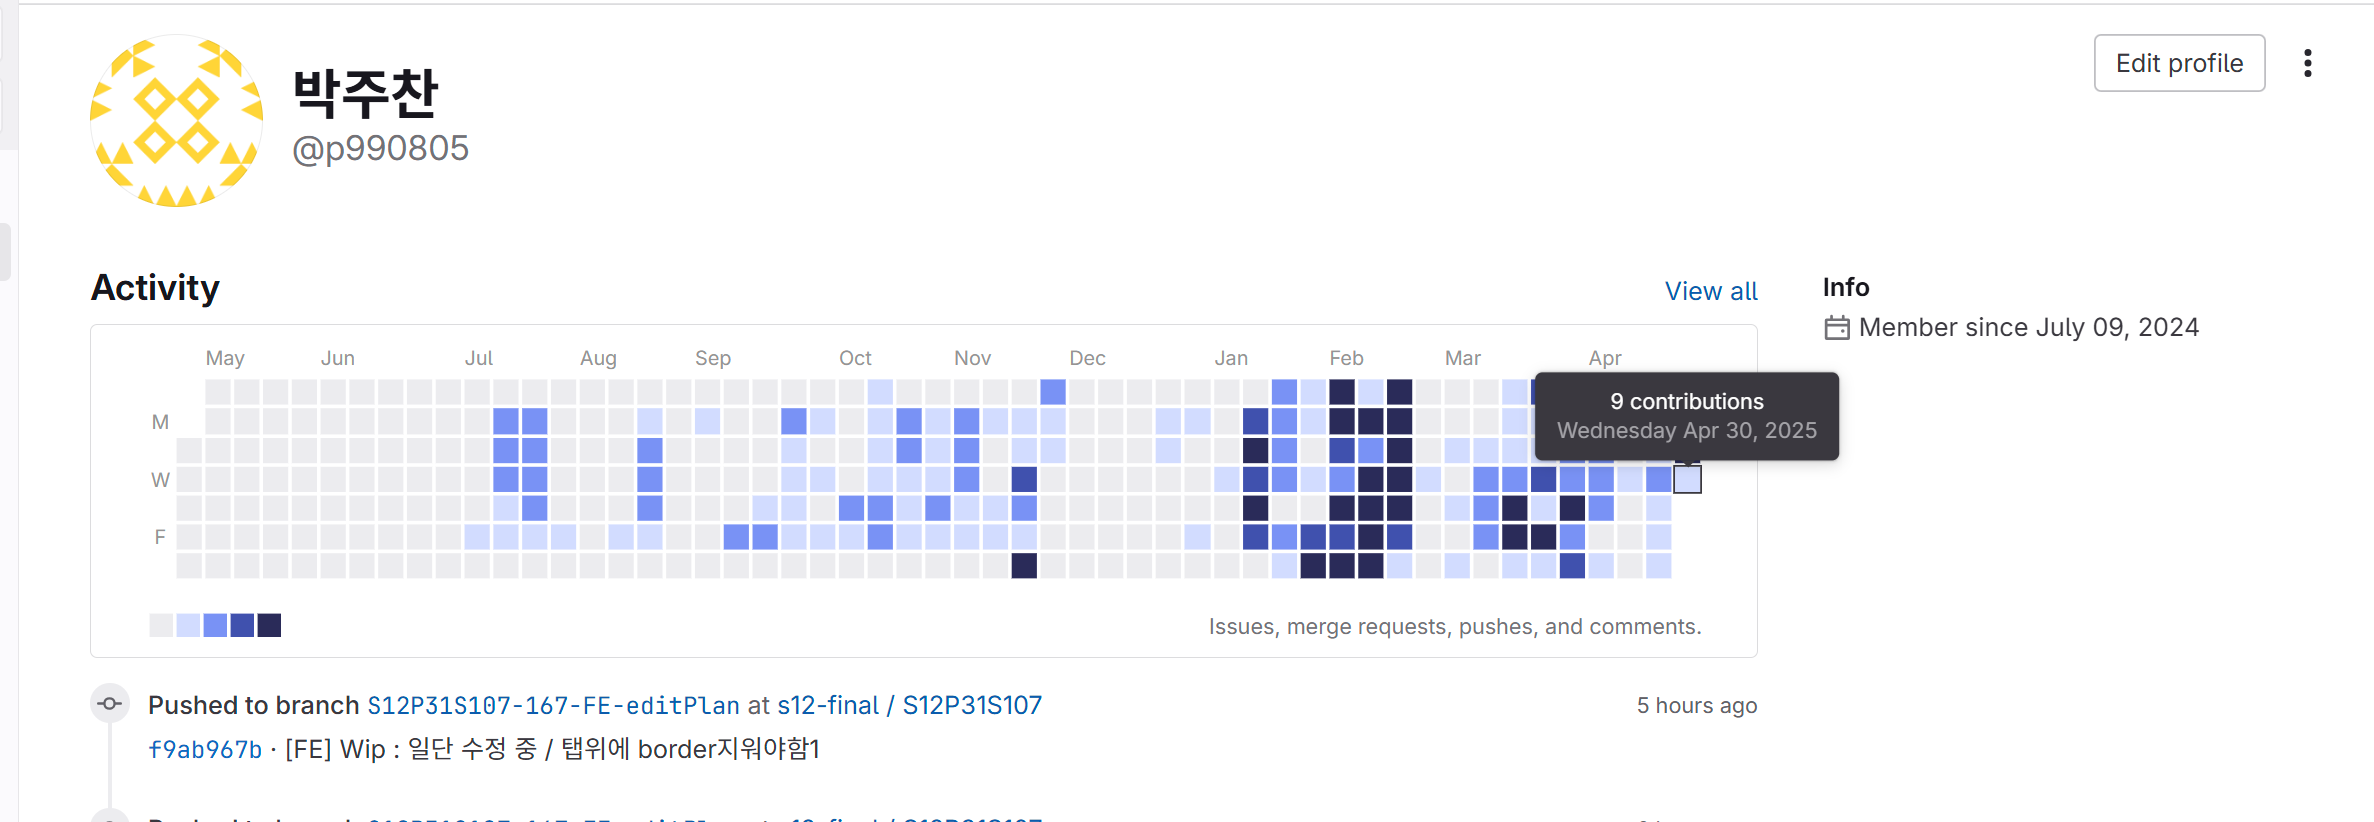 박주찬
@p990805
Edit profile
Activity
View all
Info
Member since July 09, 2024
May Jun Jul Aug Sep Oct Nov Dec Jan Feb Mar Apr
9 contributions
Wednesday Apr 30, 2025
M
W
F
Issues, merge requests, pushes, and comments.
Pushed to branch S12P31S107-167-FE-editPlan at s12-final / S12P31S107
5 hours ago
f9ab967b · [FE] Wip : 일단 수정 중 / 탭위에 border지워야함1